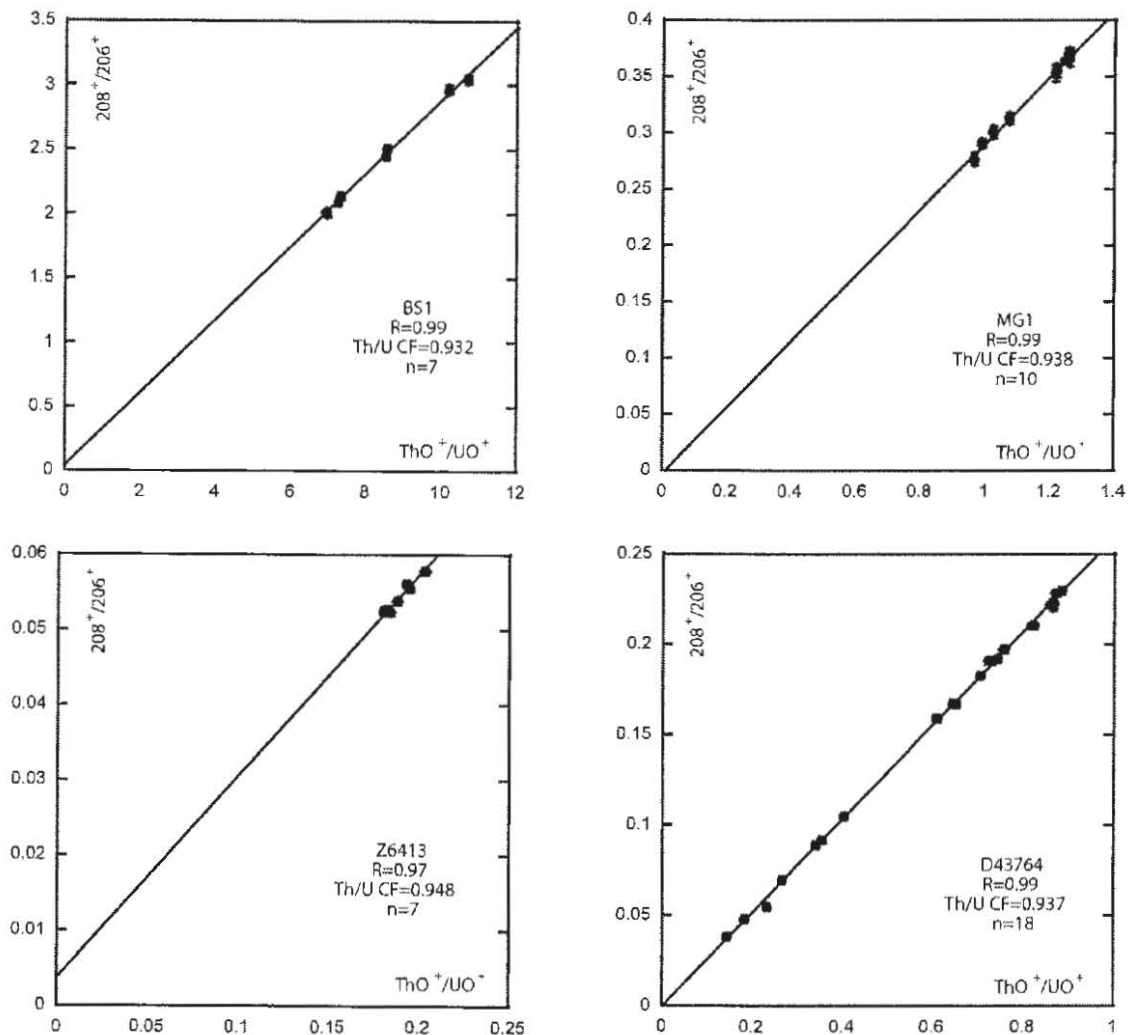 3.5
3
2.5
2
1.5
1
0.5
0
208⁺/206⁺
BS1
R=0.99
Th/U CF=0.932
n=7
ThO⁺/UO⁺
0 2 4 6 8 10 12
0.4
0.35
0.3
0.25
0.2
0.15
0.1
0.05
0
208⁺/206⁺
MG1
R=0.99
Th/U CF=0.938
n=10
ThO⁺/UO⁺
0 0.2 0.4 0.6 0.8 1 1.2 1.4
0.06
0.05
0.04
0.03
0.02
0.01
0
208⁺/206⁺
Z6413
R=0.97
Th/U CF=0.948
n=7
ThO⁺/UO⁺
0 0.05 0.1 0.15 0.2 0.25
0.25
0.2
0.15
0.1
0.05
0
208⁺/206⁺
D43764
R=0.99
Th/U CF=0.937
n=18
ThO⁺/UO⁺
0 0.2 0.4 0.6 0.8 1